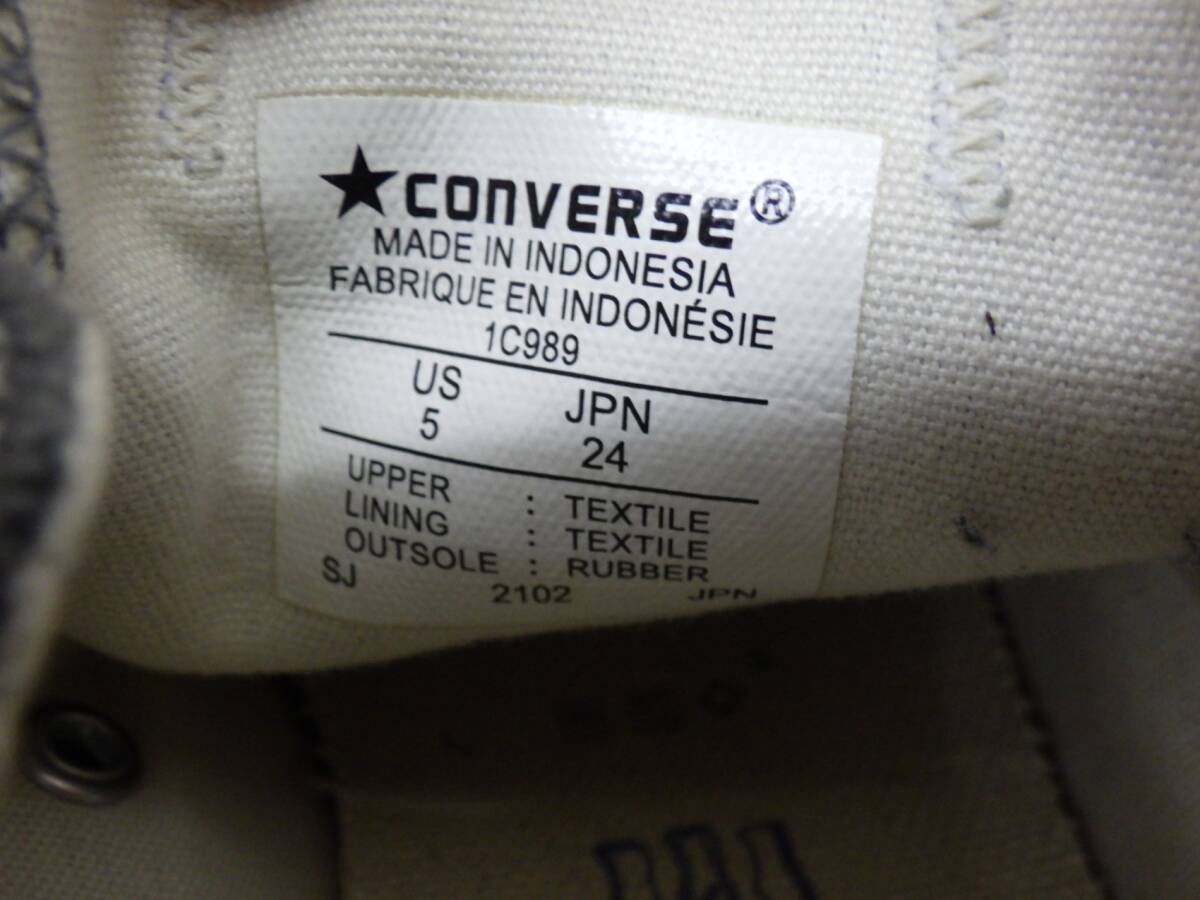 ★CONVERSE®
MADE IN INDONESIA
FABRIQUE EN INDONÉSIE
1C989
US JPN
5 24
UPPER : TEXTILE
LINING : TEXTILE
OUTSOLE : RUBBER
SJ 2102 JPN